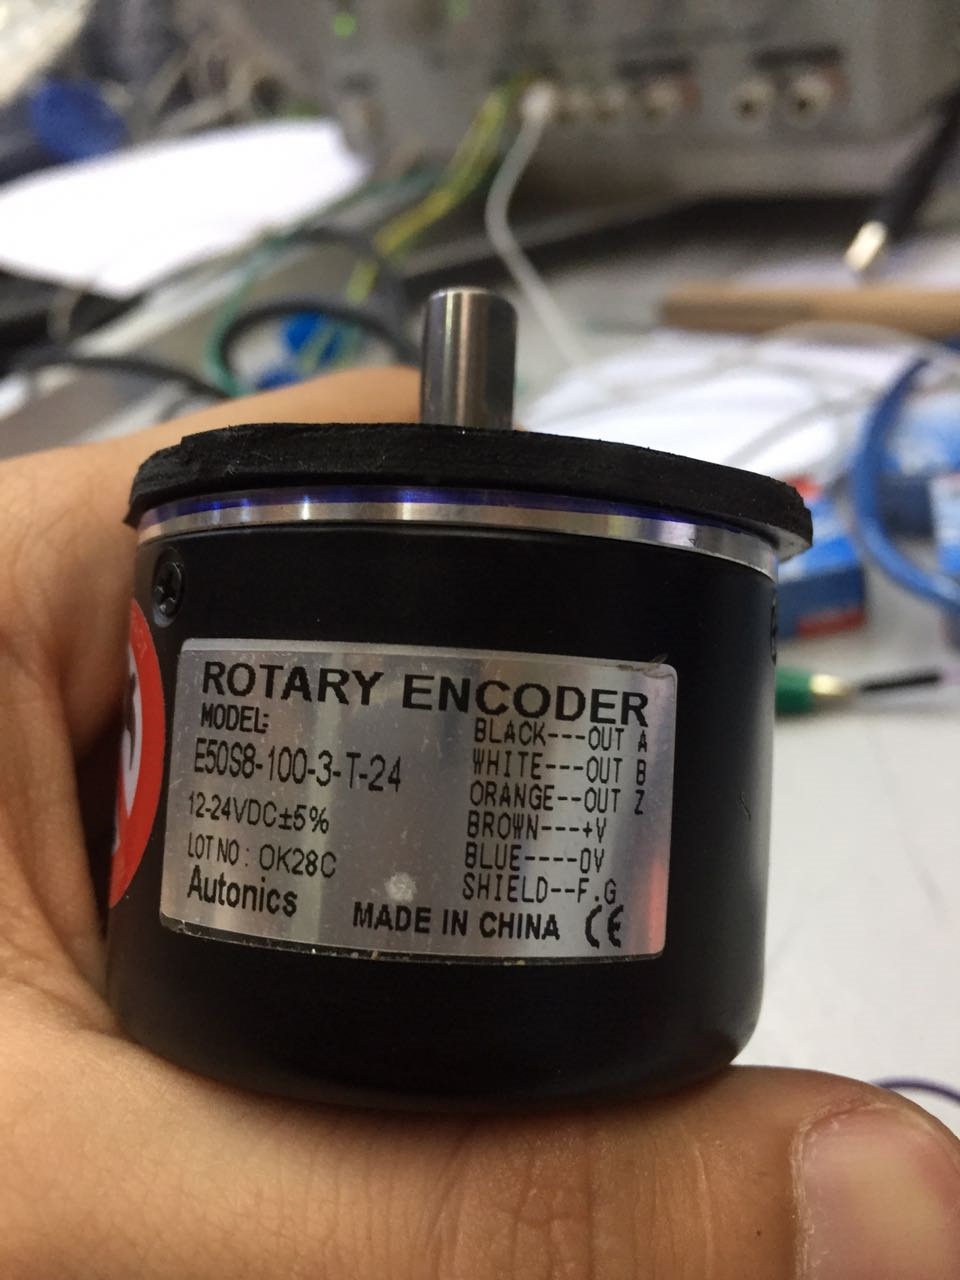 ROTARY ENCODER
MODEL:
E50S8-100-3-T-24
12-24VDC±5%
LOT NO : OK28C
Autonics
BLACK---OUT A
WHITE---OUT B
ORANGE--OUT Z
BROWN---+V
BLUE----0V
SHIELD--F.G
MADE IN CHINA CE